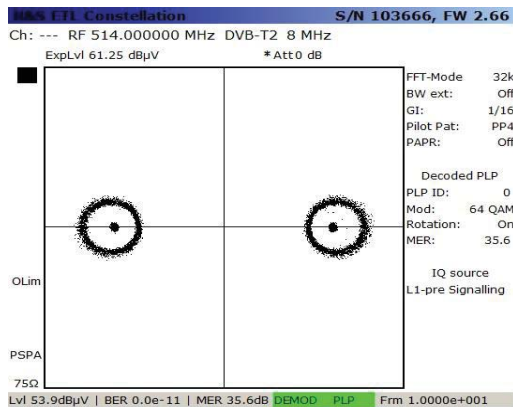 R&S ETL Constellation S/N 103666, FW 2.66
Ch: --- RF 514.000000 MHz DVB-T2 8 MHz
ExpLvl 61.25 dBµV *Att 0 dB
FFT-Mode 32k
BW ext: Off
GI: 1/16
Pilot Pat: PP4
PAPR: Off
Decoded PLP
PLP ID: 0
Mod: 64 QAM
Rotation: On
MER: 35.6
IQ source
OLim
L1-pre Signalling
PSPA
75Ω
Lvl 53.9dBµV | BER 0.0e-11 | MER 35.6dB DEMOD PLP Frm 1.0000e+001